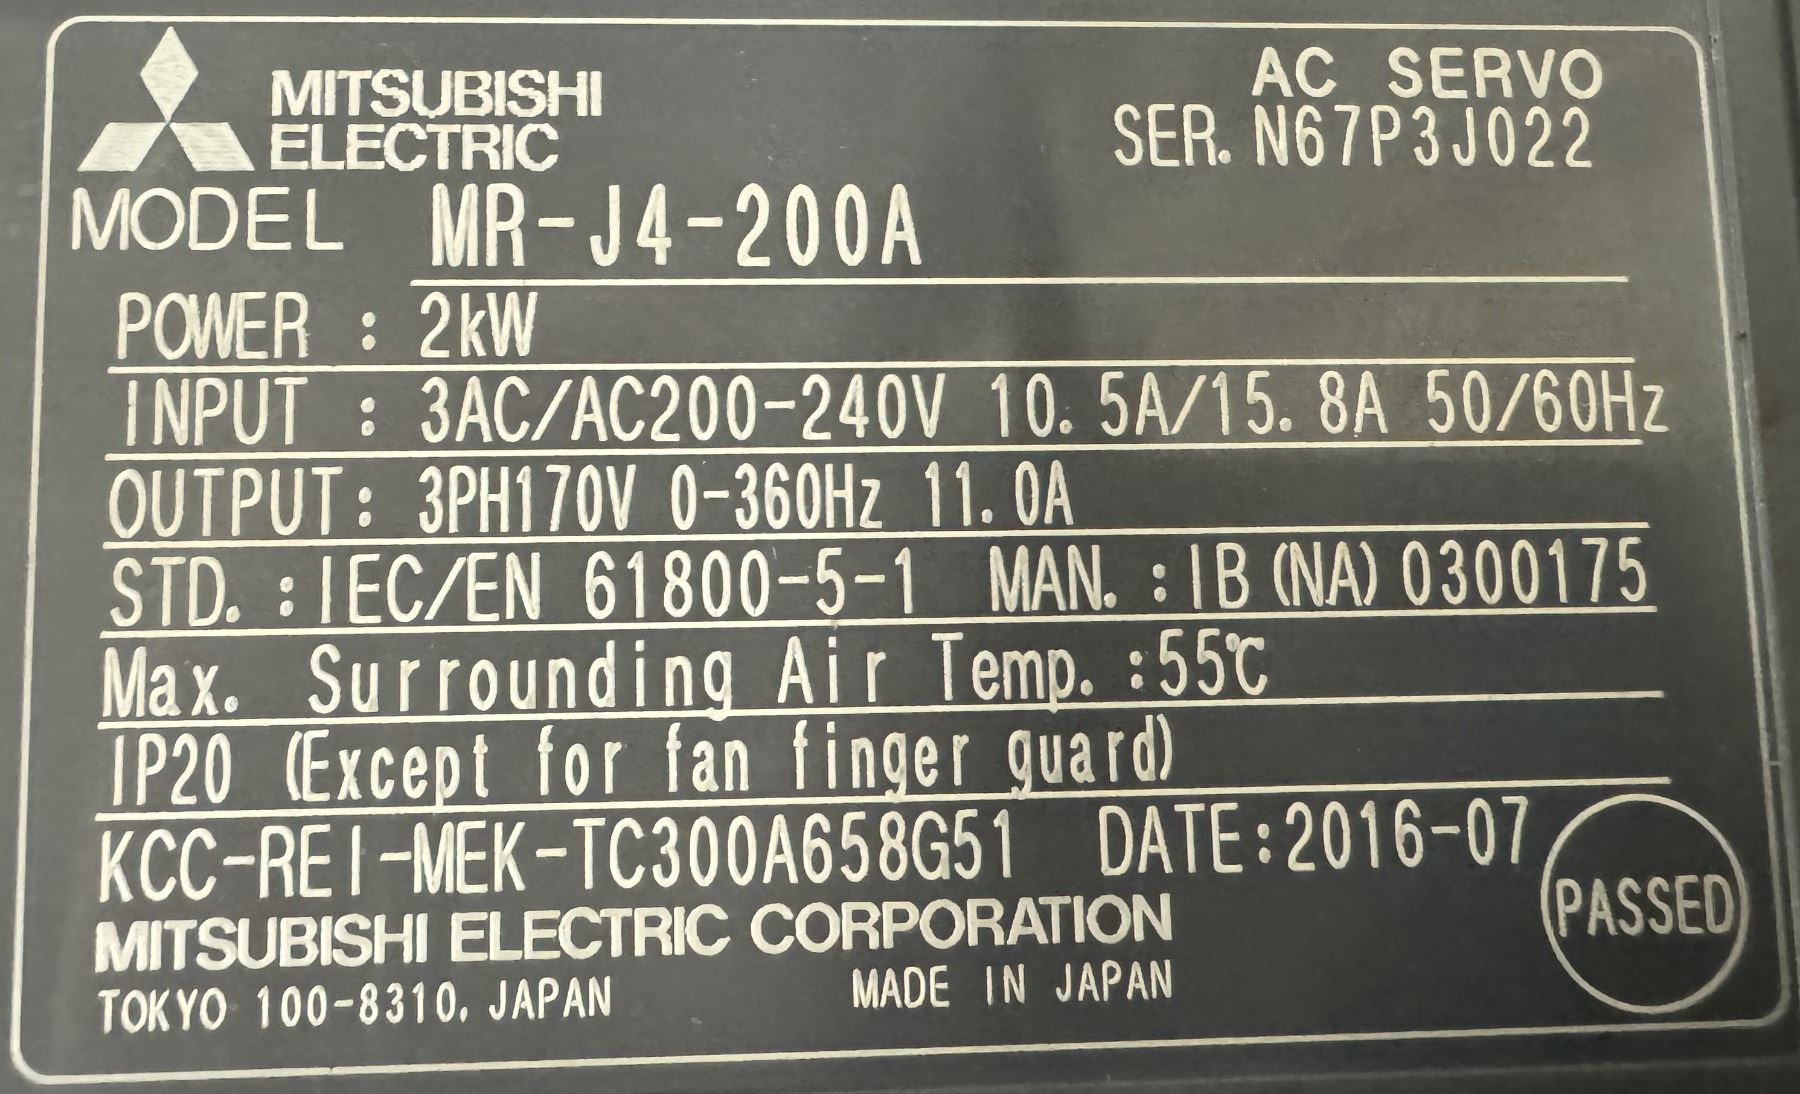 MITSUBISHI
ELECTRIC
AC SERVO
SER. N67P3J022
MODEL MR-J4-200A
POWER : 2kW
INPUT : 3AC/AC200-240V 10.5A/15.8A 50/60Hz
OUTPUT: 3PH170V 0-360Hz 11.0A
STD. : IEC/EN 61800-5-1 MAN. : IB(NA)0300175
Max. Surrounding Air Temp. :55℃
IP20 (Except for fan finger guard)
KCC-REI-MEK-TC300A658G51 DATE:2016-07
PASSED
MITSUBISHI ELECTRIC CORPORATION
TOKYO 100-8310, JAPAN MADE IN JAPAN